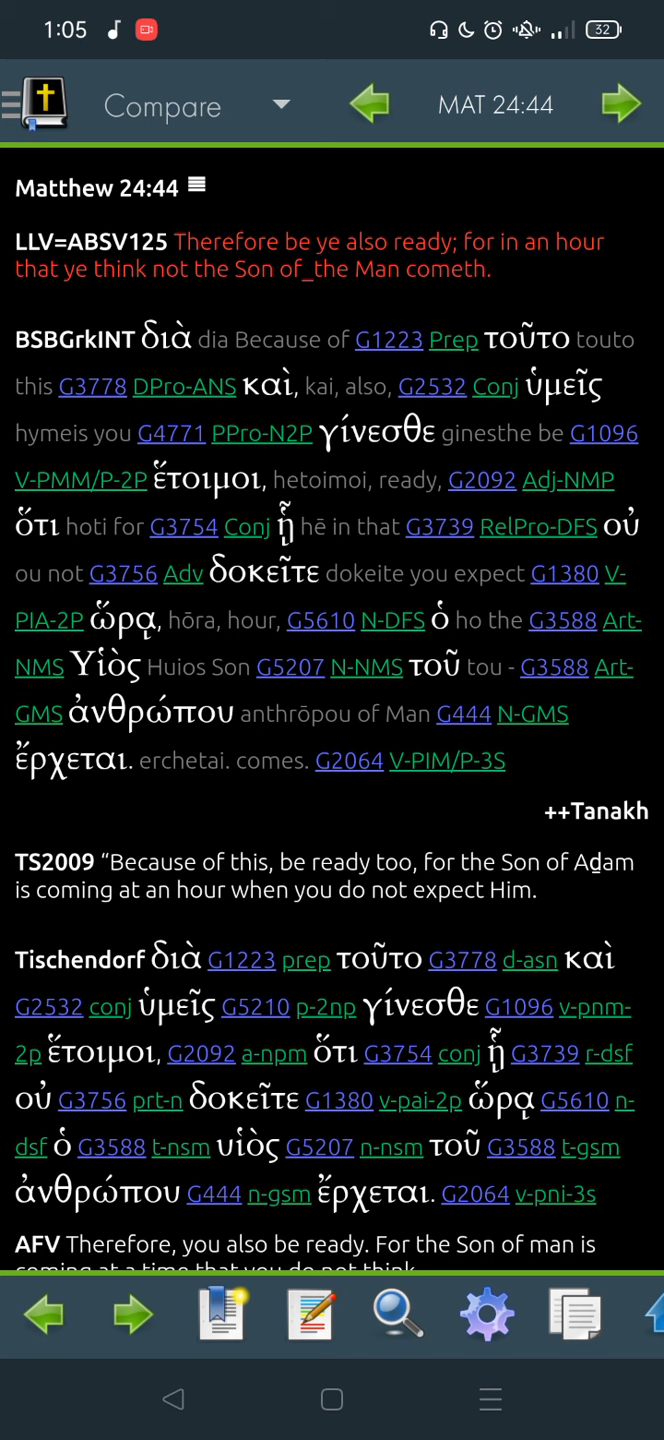 1:05 32
Compare MAT 24:44
Matthew 24:44
LLV=ABSV125 Therefore be ye also ready; for in an hour
that ye think not the Son of_the Man cometh.
BSBGrkINT διὰ dia Because of G1223 Prep τοῦτο touto
this G3778 DPro-ANS καὶ, kai, also, G2532 Conj ὑμεῖς
hymeis you G4771 PPro-N2P γίνεσθε ginesthe be G1096
V-PMM/P-2P ἕτοιμοι, hetoimoi, ready, G2092 Adj-NMP
ὅτι hoti for G3754 Conj ᾗ hē in that G3739 RelPro-DFS οὐ
ou not G3756 Adv δοκεῖτε dokeite you expect G1380 V-
PIA-2P ὥρᾳ, hōra, hour, G5610 N-DFS ὁ ho the G3588 Art-
NMS Υἱὸς Huios Son G5207 N-NMS τοῦ tou - G3588 Art-
GMS ἀνθρώπου anthrōpou of Man G444 N-GMS
ἔρχεται. erchetai. comes. G2064 V-PIM/P-3S
++Tanakh
TS2009 “Because of this, be ready too, for the Son of Aḏam
is coming at an hour when you do not expect Him.
Tischendorf διὰ G1223 prep τοῦτο G3778 d-asn καὶ
G2532 conj ὑμεῖς G5210 p-2np γίνεσθε G1096 v-pnm-
2p ἕτοιμοι, G2092 a-npm ὅτι G3754 conj ᾗ G3739 r-dsf
οὐ G3756 prt-n δοκεῖτε G1380 v-pai-2p ὥρᾳ G5610 n-
dsf ὁ G3588 t-nsm υἱὸς G5207 n-nsm τοῦ G3588 t-gsm
ἀνθρώπου G444 n-gsm ἔρχεται. G2064 v-pni-3s
AFV Therefore, you also be ready. For the Son of man is
coming at a time that you do not think